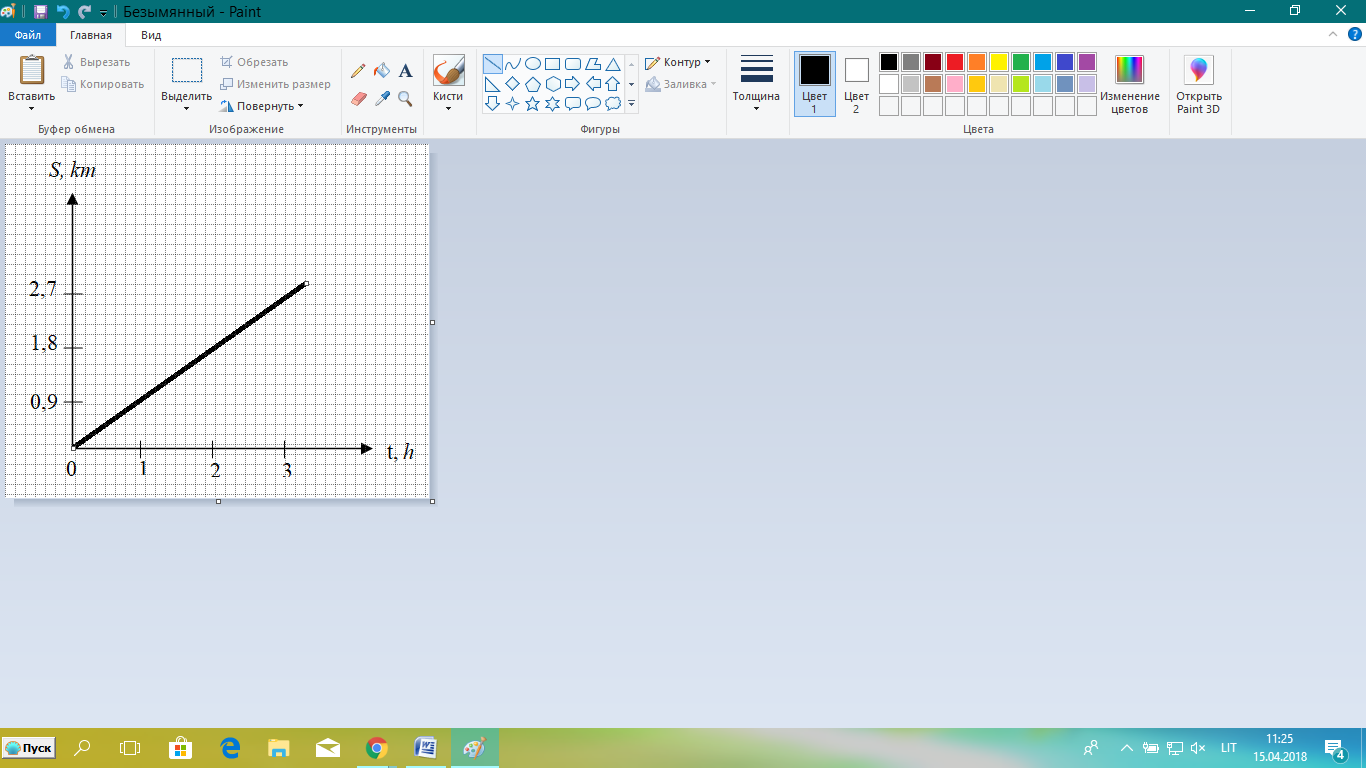 Безымянный - Paint
Файл Главная Вид
Вставить
Вырезать
Копировать
Буфер обмена
Выделить
Обрезать
Изменить размер
Повернуть
Изображение
A
Инструменты
Кисти
Контур
Заливка
Фигуры
Толщина
Цвет 1
Цвет 2
Изменение цветов
Цвета
Открыть Paint 3D
S, km
2,7
1,8
0,9
0 1 2 3
t, h
Пуск
LIT
11:25
15.04.2018
4